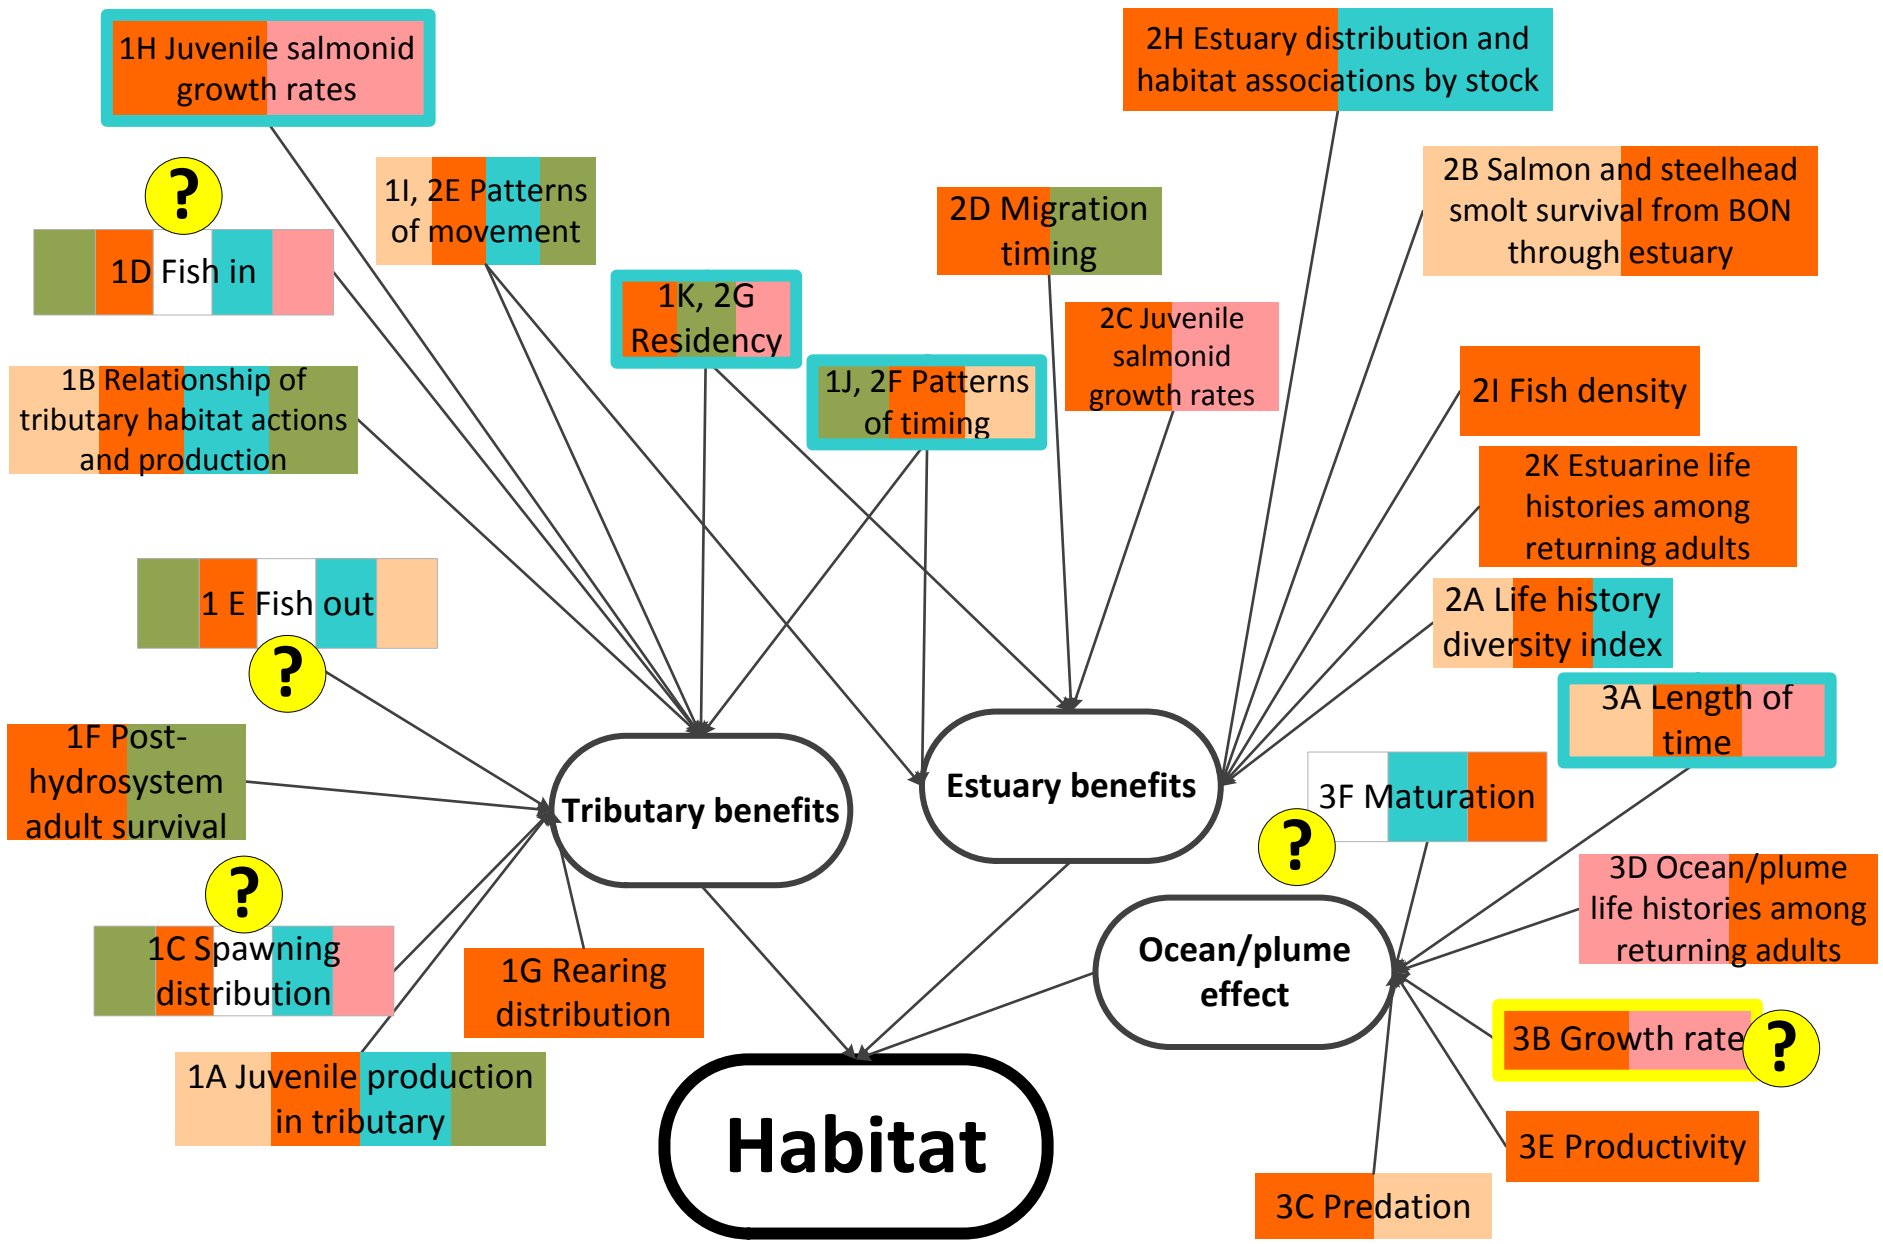 1H Juvenile salmonid
growth rates
2H Estuary distribution and
habitat associations by stock
?
1D Fish in
1I, 2E Patterns
of movement
2D Migration
timing
2B Salmon and steelhead
smolt survival from BON
through estuary
1K, 2G
Residency
2C Juvenile
salmonid
growth rates
1B Relationship of
tributary habitat actions
and production
1J, 2F Patterns
of timing
2I Fish density
2K Estuarine life
histories among
returning adults
1 E Fish out
?
2A Life history
diversity index
3A Length of
time
1F Post-
hydrosystem
adult survival
Tributary benefits
Estuary benefits
3F Maturation
?
?
1C Spawning
distribution
1G Rearing
distribution
Ocean/plume
effect
3D Ocean/plume
life histories among
returning adults
3B Growth rate
?
1A Juvenile production
in tributary
Habitat
3E Productivity
3C Predation